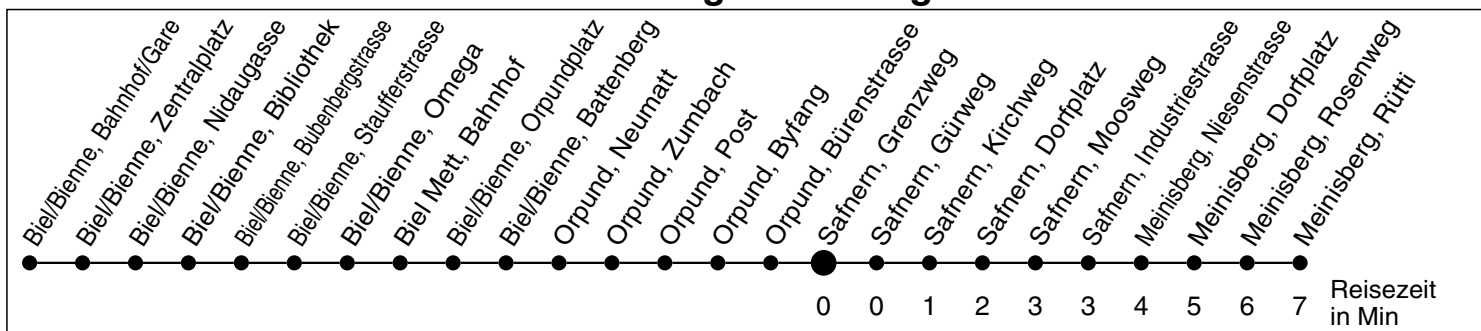 Biel/Bienne, Bahnhof/Gare
Biel/Bienne, Zentralplatz
Biel/Bienne, Nidaugasse
Biel/Bienne, Bibliothek
Biel/Bienne, Bubenbergstrasse
Biel/Bienne, Staufferstrasse
Biel/Bienne, Omega
Biel Mett, Bahnhof
Biel/Bienne, Orpundplatz
Biel/Bienne, Battenberg
Orpund, Neumatt
Orpund, Zumbach
Orpund, Post
Orpund, Byfang
Orpund, Bürenstrasse
Safnern, Grenzweg
Safnern, Gürweg
Safnern, Kirchweg
Safnern, Dorfplatz
Safnern, Moosweg
Safnern, Industriestrasse
Meinisberg, Niesenstrasse
Meinisberg, Dorfplatz
Meinisberg, Rosenweg
Meinisberg, Rütti
0 0 1 2 3 3 4 5 6 7
Reisezeit
in Min